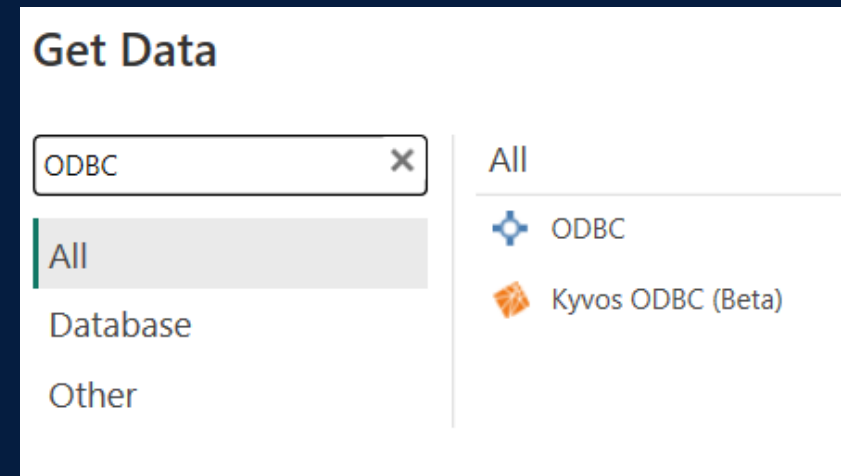 Get Data
ODBC
All
Database
Other
All
ODBC
Kyvos ODBC (Beta)